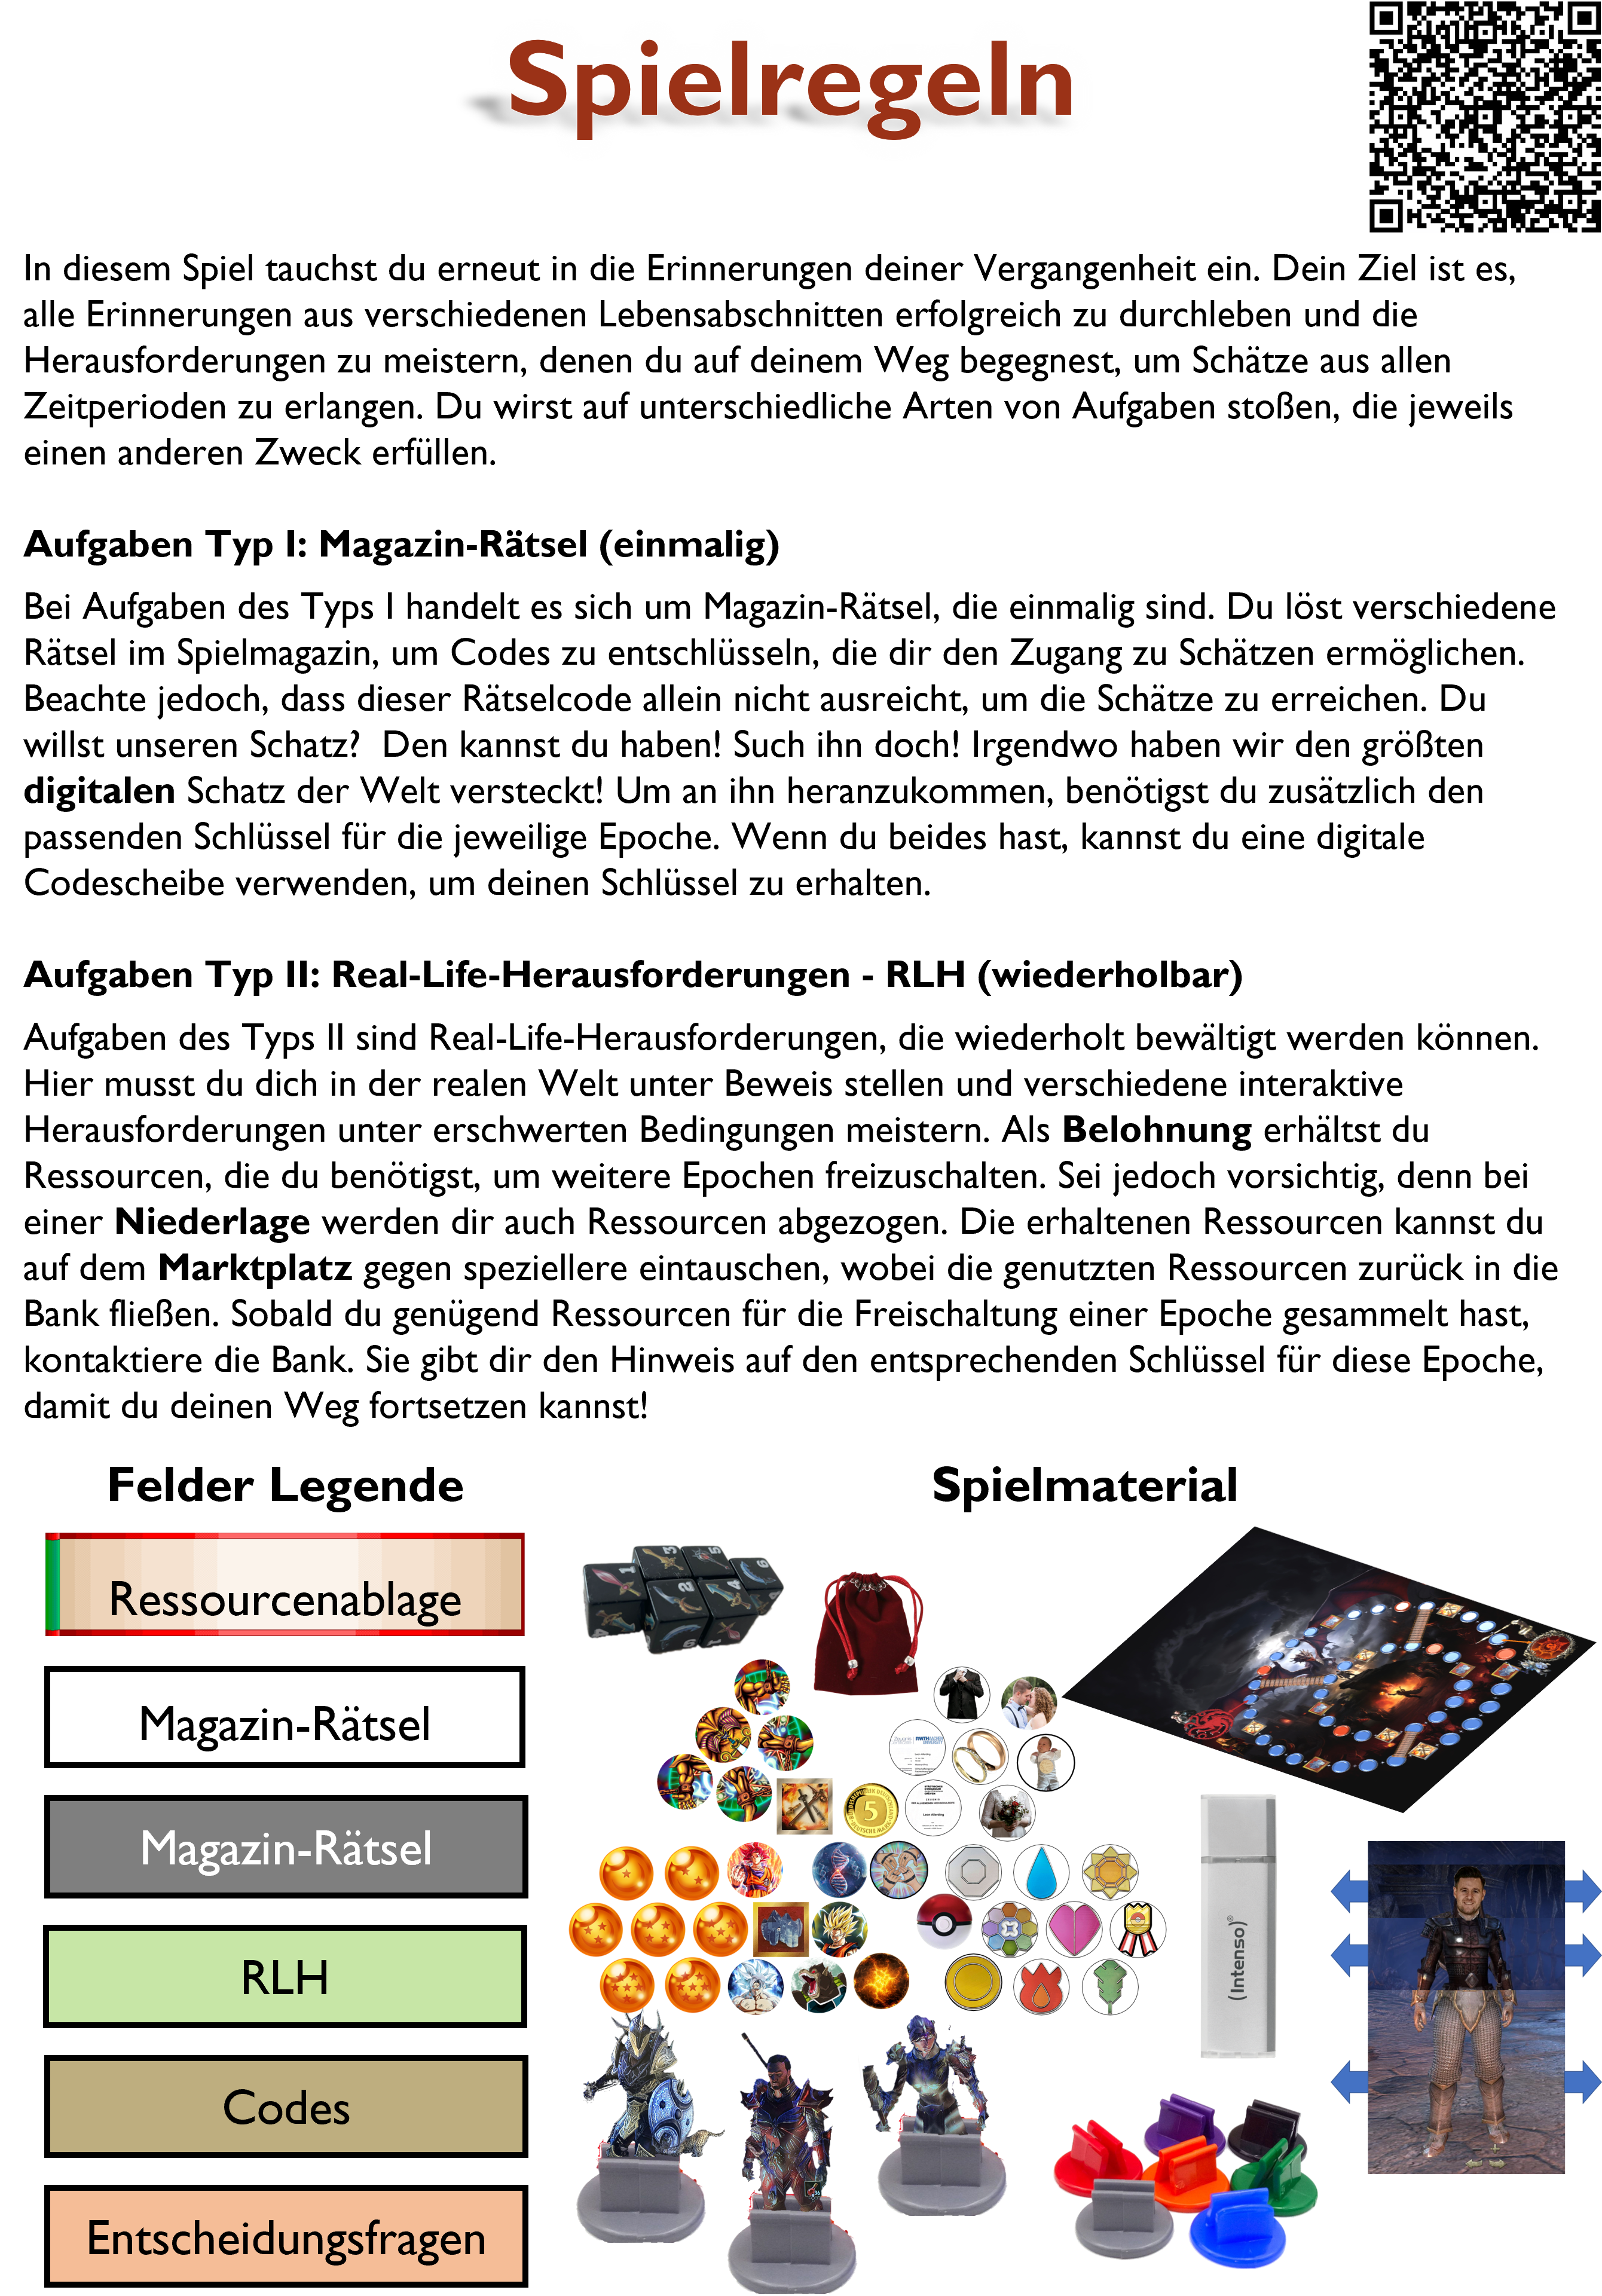 Spielregeln
In diesem Spiel tauchst du erneut in die Erinnerungen deiner Vergangenheit ein. Dein Ziel ist es,
alle Erinnerungen aus verschiedenen Lebensabschnitten erfolgreich zu durchleben und die
Herausforderungen zu meistern, denen du auf deinem Weg begegnest, um Schätze aus allen
Zeitperioden zu erlangen. Du wirst auf unterschiedliche Arten von Aufgaben stoßen, die jeweils
einen anderen Zweck erfüllen.
Aufgaben Typ I: Magazin-Rätsel (einmalig)
Bei Aufgaben des Typs I handelt es sich um Magazin-Rätsel, die einmalig sind. Du löst verschiedene
Rätsel im Spielmagazin, um Codes zu entschlüsseln, die dir den Zugang zu Schätzen ermöglichen.
Beachte jedoch, dass dieser Rätselcode allein nicht ausreicht, um die Schätze zu erreichen. Du
willst unseren Schatz? Den kannst du haben! Such ihn doch! Irgendwo haben wir den größten
digitalen Schatz der Welt versteckt! Um an ihn heranzukommen, benötigst du zusätzlich den
passenden Schlüssel für die jeweilige Epoche. Wenn du beides hast, kannst du eine digitale
Codescheibe verwenden, um deinen Schlüssel zu erhalten.
Aufgaben Typ II: Real-Life-Herausforderungen - RLH (wiederholbar)
Aufgaben des Typs II sind Real-Life-Herausforderungen, die wiederholt bewältigt werden können.
Hier musst du dich in der realen Welt unter Beweis stellen und verschiedene interaktive
Herausforderungen unter erschwerten Bedingungen meistern. Als Belohnung erhältst du
Ressourcen, die du benötigst, um weitere Epochen freizuschalten. Sei jedoch vorsichtig, denn bei
einer Niederlage werden dir auch Ressourcen abgezogen. Die erhaltenen Ressourcen kannst du
auf dem Marktplatz gegen speziellere eintauschen, wobei die genutzten Ressourcen zurück in die
Bank fließen. Sobald du genügend Ressourcen für die Freischaltung einer Epoche gesammelt hast,
kontaktiere die Bank. Sie gibt dir den Hinweis auf den entsprechenden Schlüssel für diese Epoche,
damit du deinen Weg fortsetzen kannst!
Felder Legende
Ressourcenablage
Magazin-Rätsel
Magazin-Rätsel
RLH
Codes
Entscheidungsfragen
Spielmaterial
1
3
5
6
2
4
5
DEUTSCHE MARK
(Intenso)®